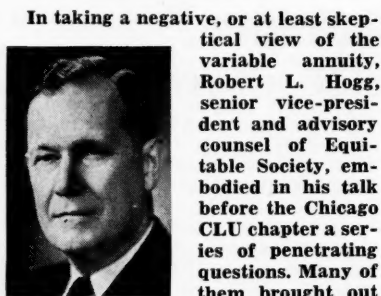 In taking a negative, or at least skep-
tical view of the
variable annuity,
Robert L. Hogg,
senior vice-presi-
dent and advisory
counsel of Equi-
table Society, em-
bodied in his talk
before the Chicago
CLU chapter a ser-
ies of penetrating
questions. Many of
them brought out